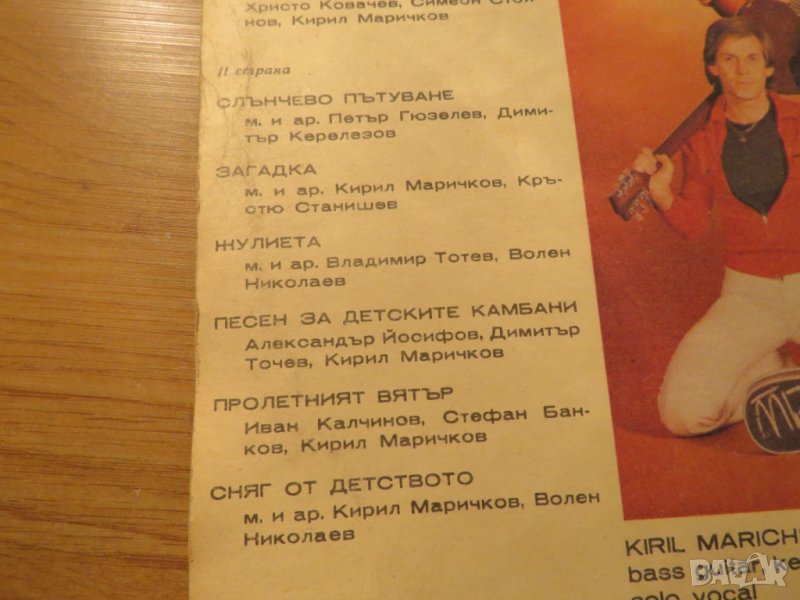 Христо Ковачев, Симеон Стоя-
нов, Кирил Маричков
II страна
СЛЪНЧЕВО ПЪТУВАНЕ
м. и ар. Петър Гюзелев, Дими-
тър Керелезов
ЗАГАДКА
м. и ар. Кирил Маричков, Кръ-
стю Станишев
ЖУЛИЕТА
м. и ар. Владимир Тотев, Волен
Николаев
ПЕСЕН ЗА ДЕТСКИТЕ КАМБАНИ
Александър Йосифов, Димитър
Точев, Кирил Маричков
ПРОЛЕТНИЯТ ВЯТЪР
Иван Калчинов, Стефан Бан-
ков, Кирил Маричков
СНЯГ ОТ ДЕТСТВОТО
м. и ар. Кирил Маричков, Волен
Николаев
KIRIL MARICH
bass guitar, ke
solo vocal